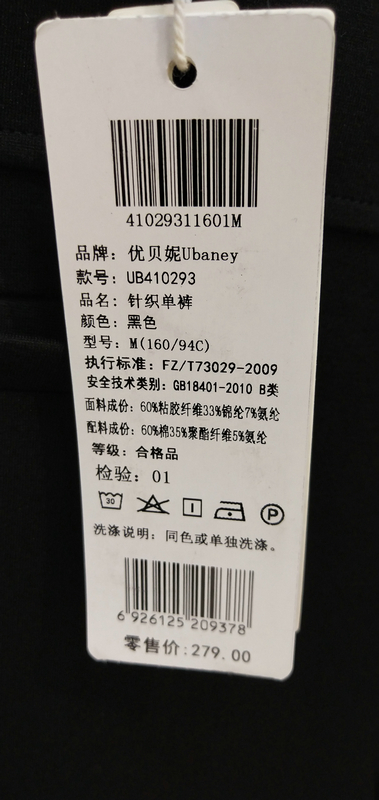 41029311601M
品牌: 优贝妮Ubaney
款号: UB410293
品名: 针织单裤
颜色: 黑色
型号: M(160/94C)
执行标准: FZ/T73029-2009
安全技术类别: GB18401-2010 B类
面料成份: 60%粘胶纤维33%锦纶7%氨纶
配料成份: 60%棉35%聚酯纤维5%氨纶
等级: 合格品
检验: 01
30 P
洗涤说明: 同色或单独洗涤。
6 926125 209378
零售价:279.00